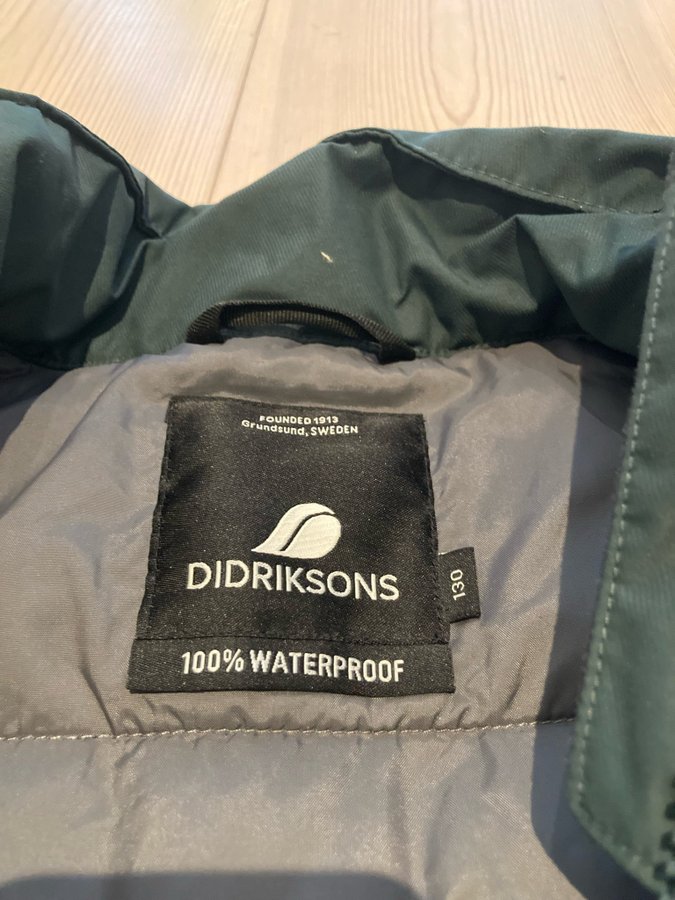 FOUNDED 1913
Grundsund, SWEDEN
DIDRIKSONS
130
100% WATERPROOF